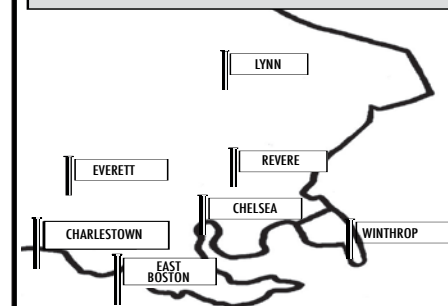 LYNN
REVERE
EVERETT
CHELSEA
CHARLESTOWN
WINTHROP
EAST
BOSTON